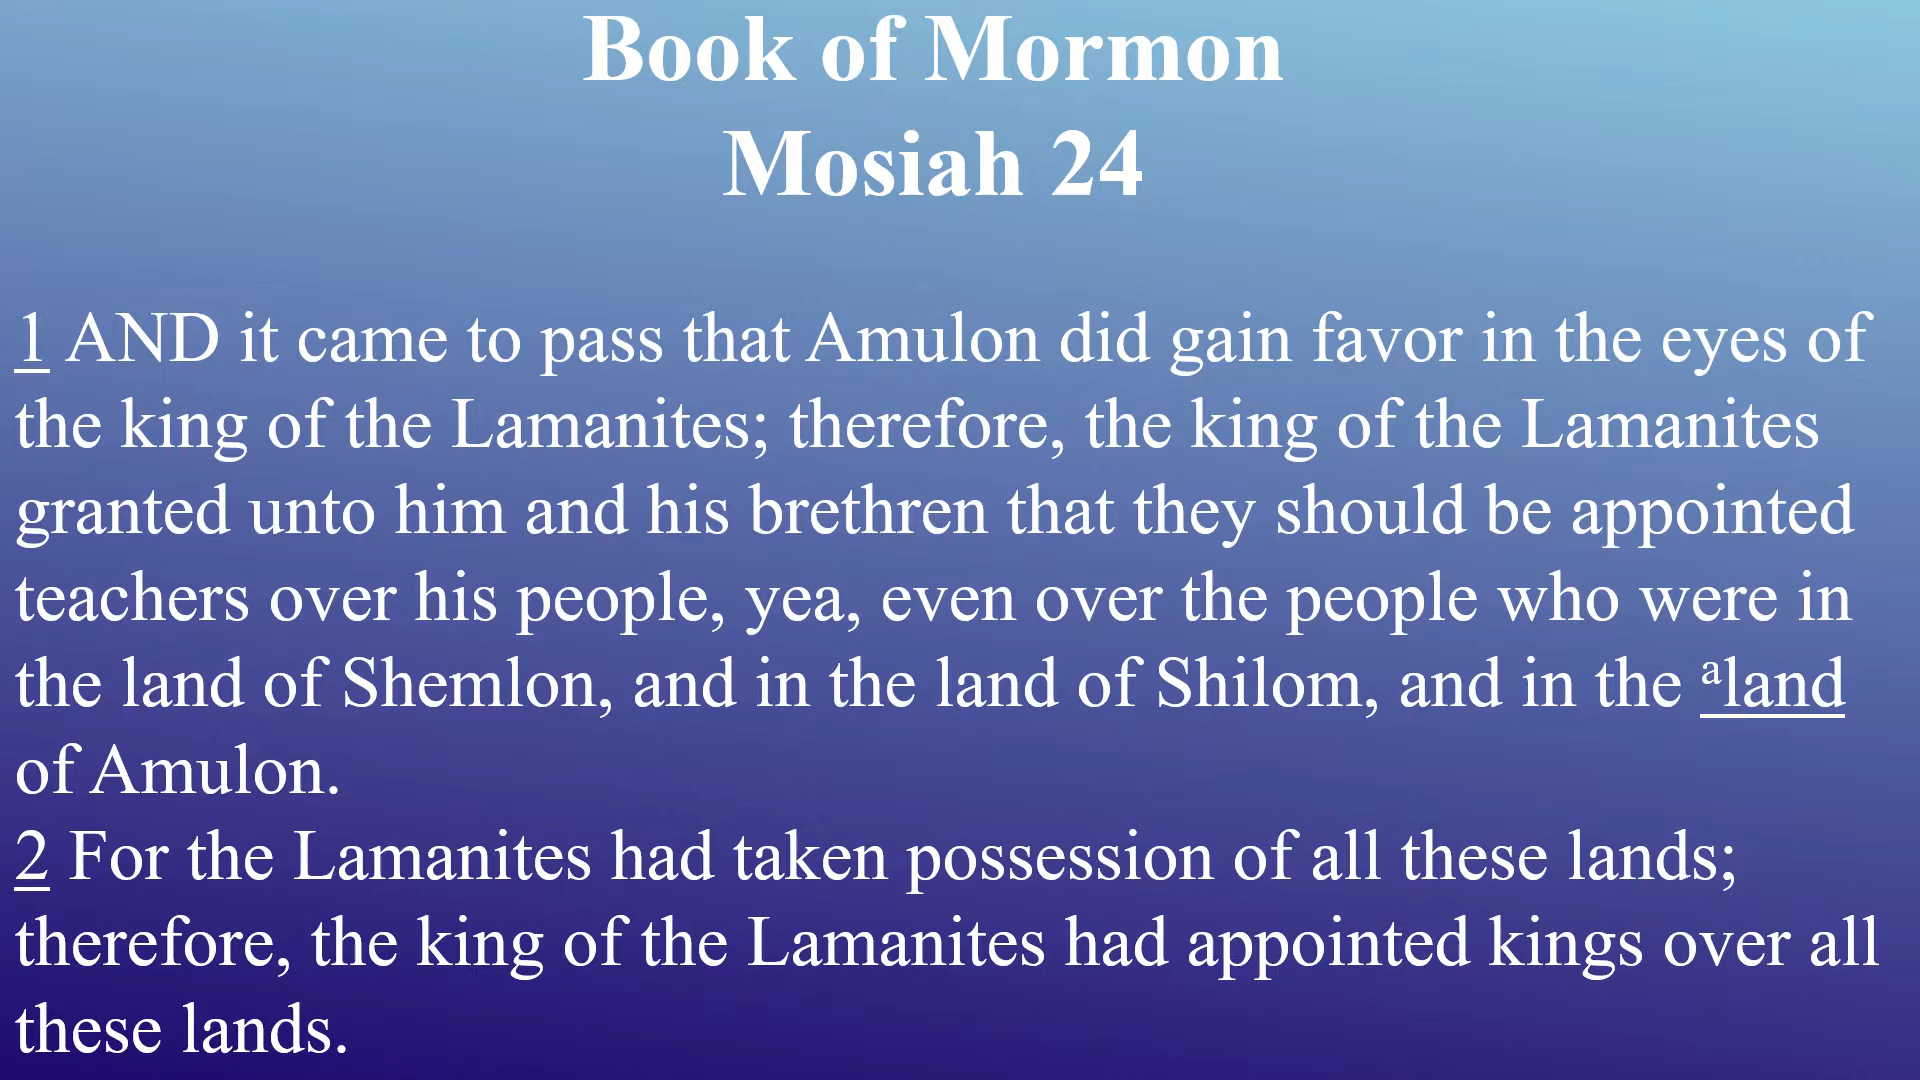 Book of Mormon
Mosiah 24
1 AND it came to pass that Amulon did gain favor in the eyes of
the king of the Lamanites; therefore, the king of the Lamanites
granted unto him and his brethren that they should be appointed
teachers over his people, yea, even over the people who were in
the land of Shemlon, and in the land of Shilom, and in the aland
of Amulon.
2 For the Lamanites had taken possession of all these lands;
therefore, the king of the Lamanites had appointed kings over all
these lands.